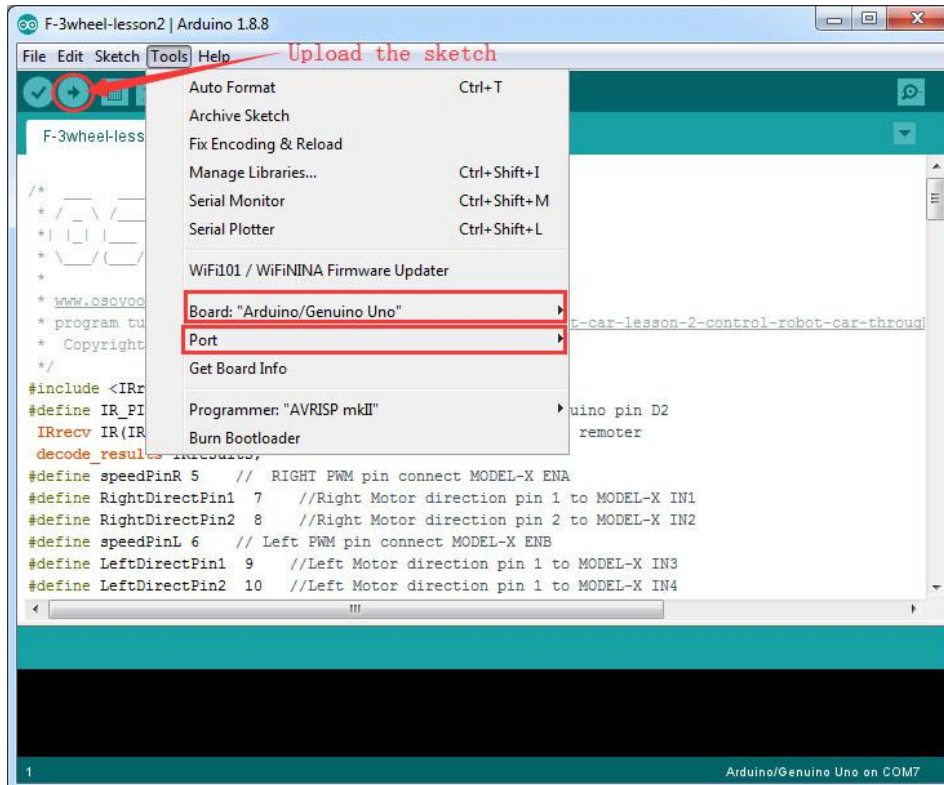 F-3wheel-lesson2 | Arduino 1.8.8
File Edit Sketch Tools Help
Upload the sketch
Auto Format Ctrl+T
Archive Sketch
Fix Encoding & Reload
Manage Libraries... Ctrl+Shift+I
Serial Monitor Ctrl+Shift+M
Serial Plotter Ctrl+Shift+L
WiFi101 / WiFiNINA Firmware Updater
Board: "Arduino/Genuino Uno"
Port
Get Board Info
Programmer: "AVRISP mkII"
Burn Bootloader
F-3wheel-less
/*
* www.osovoo
* program tu t-car-lesson-2-control-robot-car-throug
* Copyright
*/
#include <IRr
#define IR_PI uino pin D2
IRrecv IR(IR remoter
decode_results IRresults;
#define speedPinR 5 // RIGHT PWM pin connect MODEL-X ENA
#define RightDirectPin1 7 //Right Motor direction pin 1 to MODEL-X IN1
#define RightDirectPin2 8 //Right Motor direction pin 2 to MODEL-X IN2
#define speedPinL 6 // Left PWM pin connect MODEL-X ENB
#define LeftDirectPin1 9 //Left Motor direction pin 1 to MODEL-X IN3
#define LeftDirectPin2 10 //Left Motor direction pin 1 to MODEL-X IN4
1 Arduino/Genuino Uno on COM7